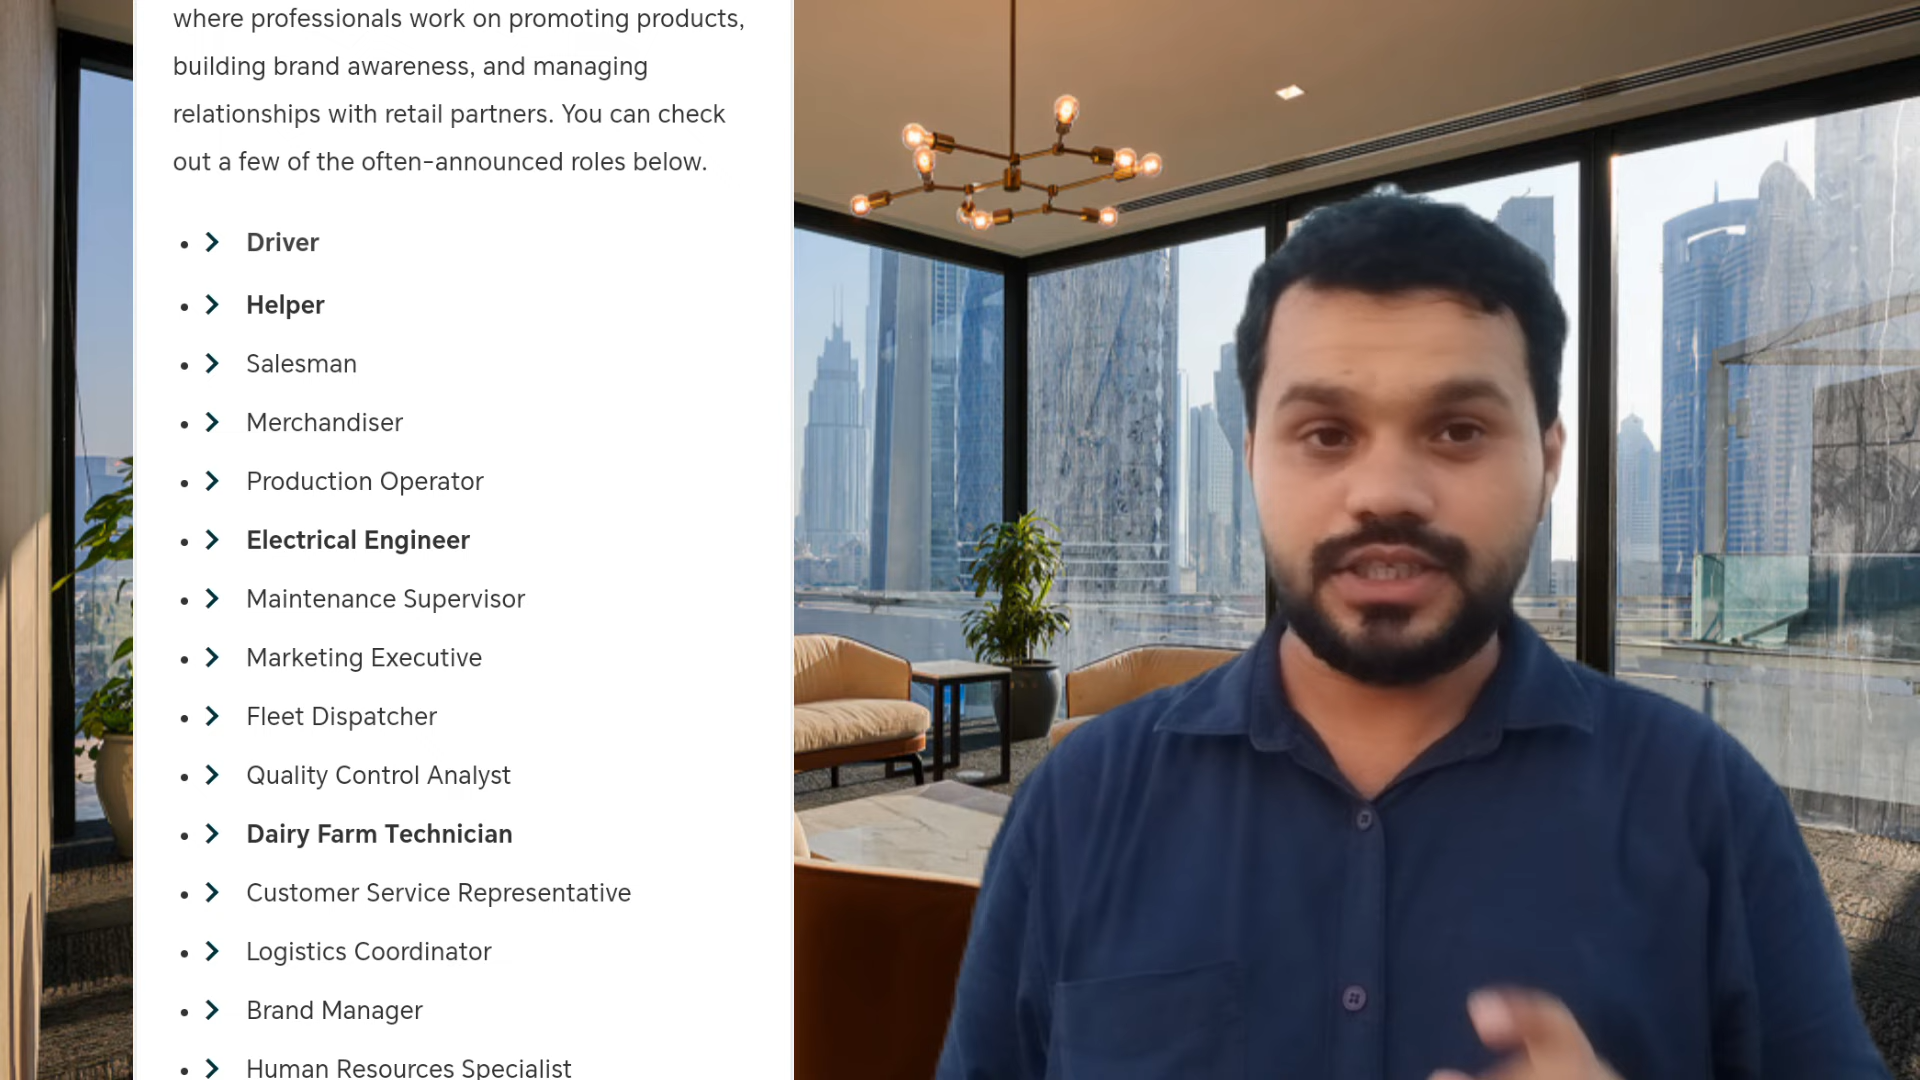 where professionals work on promoting products,
building brand awareness, and managing
relationships with retail partners. You can check
out a few of the often-announced roles below.
Driver
Helper
Salesman
Merchandiser
Production Operator
Electrical Engineer
Maintenance Supervisor
Marketing Executive
Fleet Dispatcher
Quality Control Analyst
Dairy Farm Technician
Customer Service Representative
Logistics Coordinator
Brand Manager
Human Resources Specialist